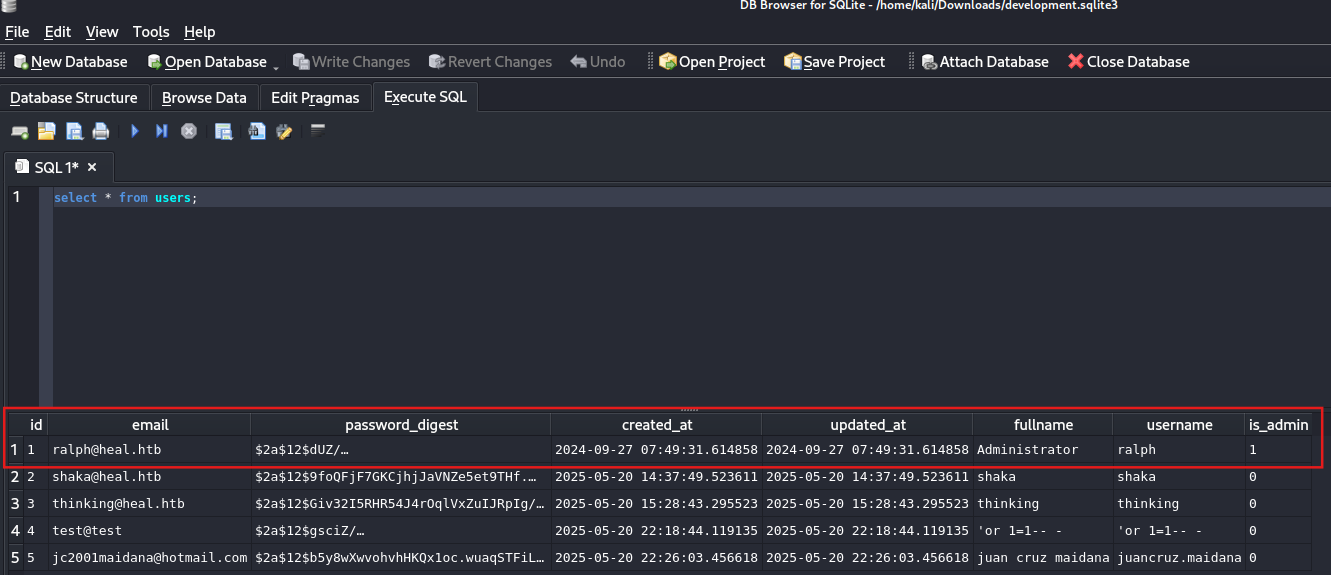 DB Browser for SQLite - /home/kali/Downloads/development.sqlite3
File Edit View Tools Help
New Database Open Database Write Changes Revert Changes Undo Open Project Save Project Attach Database Close Database
Database Structure Browse Data Edit Pragmas Execute SQL
SQL 1*
1 select * from users;
id email password_digest created_at updated_at fullname username is_admin
1 1 ralph@heal.htb $2a$12$dUZ/… 2024-09-27 07:49:31.614858 2024-09-27 07:49:31.614858 Administrator ralph 1
2 2 shaka@heal.htb $2a$12$9foQFjF7GKCjhjJaVNZe5et9THf.… 2025-05-20 14:37:49.523611 2025-05-20 14:37:49.523611 shaka shaka 0
3 3 thinking@heal.htb $2a$12$Giv32I5RHR54J4rOqlVxZuIJRpIg/… 2025-05-20 15:28:43.295523 2025-05-20 15:28:43.295523 thinking thinking 0
4 4 test@test $2a$12$gsciZ/… 2025-05-20 22:18:44.119135 2025-05-20 22:18:44.119135 'or 1=1-- - 'or 1=1-- - 0
5 5 jc2001maidana@hotmail.com $2a$12$b5y8wXwvohvhHKQx1oc.wuaqSTFiL… 2025-05-20 22:26:03.456618 2025-05-20 22:26:03.456618 juan cruz maidana juancruz.maidana 0